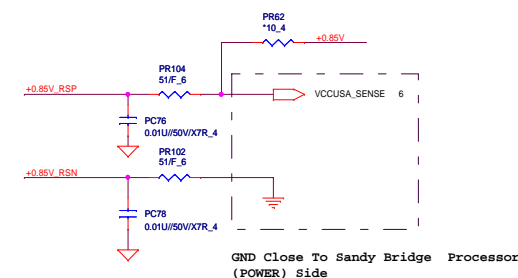 PR62
*10_4
+0.85V
PR104
51/F_6
+0.85V_RSP
VCCUSA_SENSE 6
PC76
0.01U//50V/X7R_4
PR102
51/F_6
+0.85V_RSN
PC78
0.01U//50V/X7R_4
GND Close To Sandy Bridge Processor
(POWER) Side